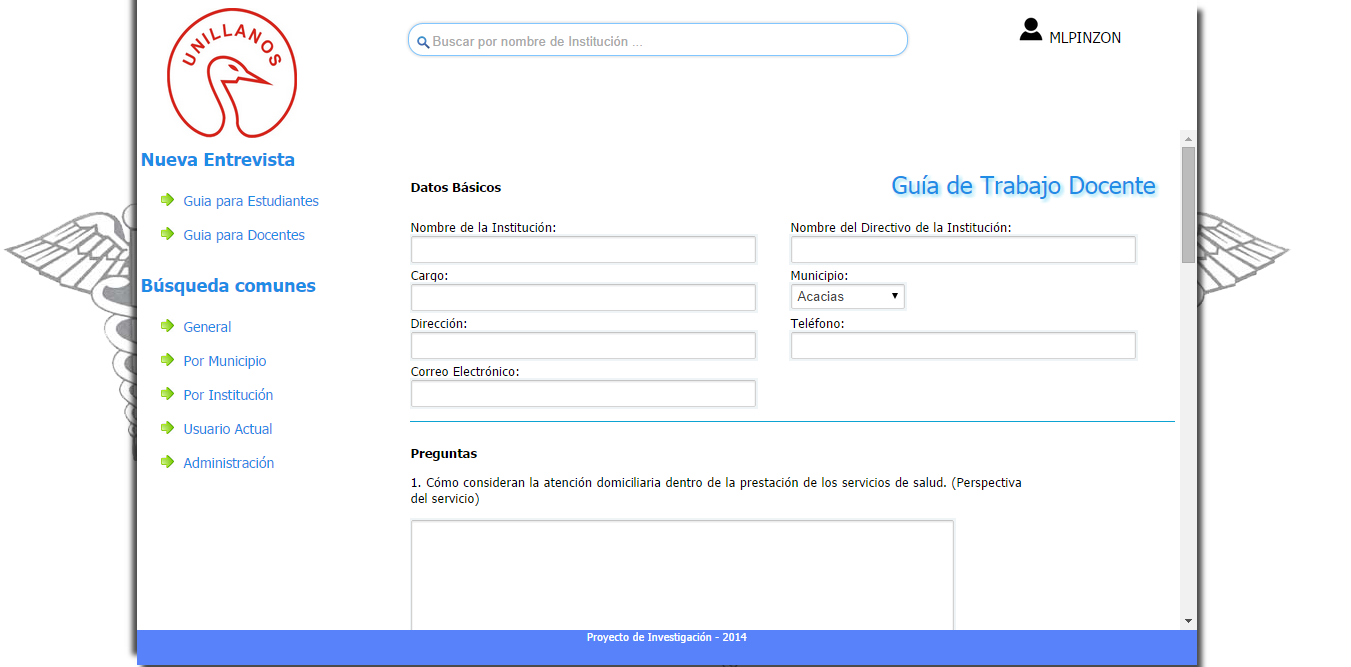 UNILLANOS
Buscar por nombre de Institución ...
MLPINZON
Nueva Entrevista
Guia para Estudiantes
Guia para Docentes
Búsqueda comunes
General
Por Municipio
Por Institución
Usuario Actual
Administración
Datos Básicos
Guía de Trabajo Docente
Nombre de la Institución:
Nombre del Directivo de la Institución:
Cargo:
Municipio:
Acacias
Dirección:
Teléfono:
Correo Electrónico:
Preguntas
1. Cómo consideran la atención domiciliaria dentro de la prestación de los servicios de salud. (Perspectiva
del servicio)
Proyecto de Investigación - 2014